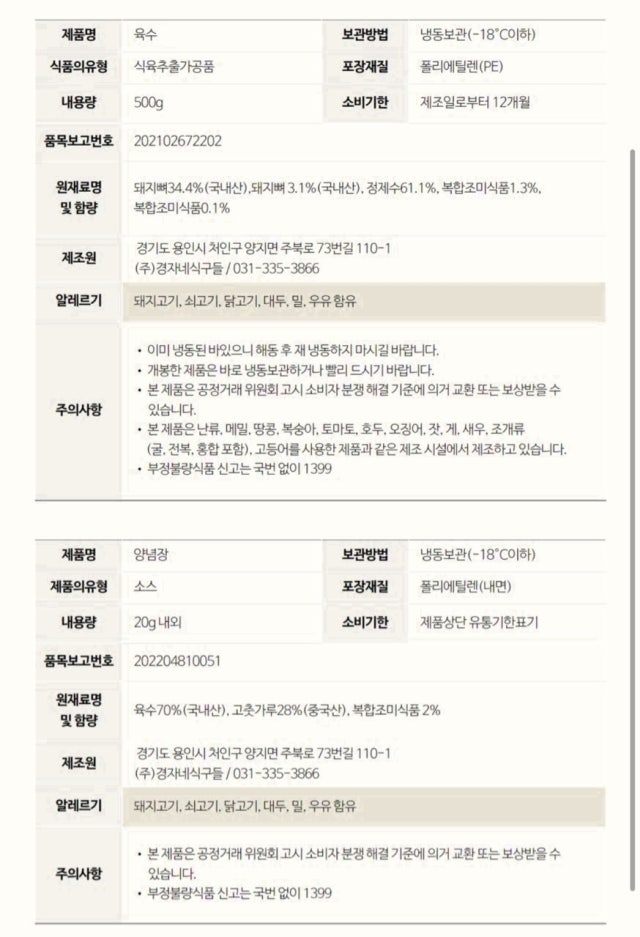 제품명 육수 보관방법 냉동보관(-18°C이하)
식품의유형 식육추출가공품 포장재질 폴리에틸렌(PE)
내용량 500g 소비기한 제조일로부터 12개월
품목보고번호 202102672202
원재료명 및 함량
돼지뼈34.4%(국내산),돼지뼈 3.1%(국내산), 정제수61.1%, 복합조미식품1.3%,
복합조미식품0.1%
제조원
경기도 용인시 처인구 양지면 주북로 73번길 110-1
(주)경자네식구들 / 031-335-3866
알레르기 돼지고기, 쇠고기, 닭고기, 대두, 밀, 우유 함유
주의사항
• 이미 냉동된 바있으니 해동 후 재 냉동하지 마시길 바랍니다.
• 개봉한 제품은 바로 냉동보관하거나 빨리 드시기 바랍니다.
• 본 제품은 공정거래 위원회 고시 소비자 분쟁 해결 기준에 의거 교환 또는 보상받을 수
있습니다.
• 본 제품은 난류, 메밀, 땅콩, 복숭아, 토마토, 호두, 오징어, 잣, 게, 새우, 조개류
(굴, 전복, 홍합 포함), 고등어를 사용한 제품과 같은 제조 시설에서 제조하고 있습니다.
• 부정불량식품 신고는 국번 없이 1399
제품명 양념장 보관방법 냉동보관(-18°C이하)
제품의유형 소스 포장재질 폴리에틸렌(내면)
내용량 20g 내외 소비기한 제품상단 유통기한표기
품목보고번호 202204810051
원재료명 및 함량
육수70%(국내산), 고춧가루28%(중국산), 복합조미식품 2%
제조원
경기도 용인시 처인구 양지면 주북로 73번길 110-1
(주)경자네식구들 / 031-335-3866
알레르기 돼지고기, 쇠고기, 닭고기, 대두, 밀, 우유 함유
주의사항
• 본 제품은 공정거래 위원회 고시 소비자 분쟁 해결 기준에 의거 교환 또는 보상받을 수
있습니다.
• 부정불량식품 신고는 국번 없이 1399